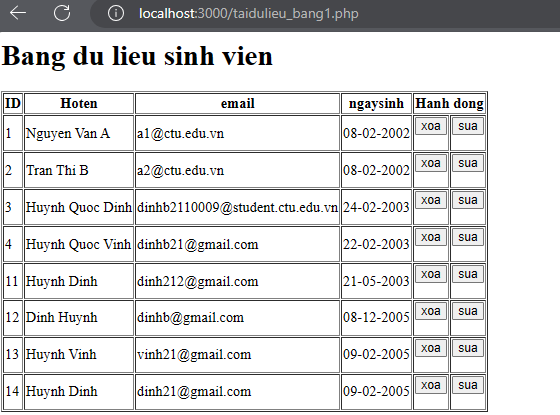 localhost:3000/taidulieu_bang1.php
Bang du lieu sinh vien
ID Hoten email ngaysinh Hanh dong
1 Nguyen Van A a1@ctu.edu.vn 08-02-2002 xoa sua
2 Tran Thi B a2@ctu.edu.vn 08-02-2002 xoa sua
3 Huynh Quoc Dinh dinhb2110009@student.ctu.edu.vn 24-02-2003 xoa sua
4 Huynh Quoc Vinh dinhb21@gmail.com 22-02-2003 xoa sua
11 Huynh Dinh dinh212@gmail.com 21-05-2003 xoa sua
12 Dinh Huynh dinhb@gmail.com 08-12-2005 xoa sua
13 Huynh Vinh vinh21@gmail.com 09-02-2005 xoa sua
14 Huynh Dinh dinh21@gmail.com 09-02-2005 xoa sua